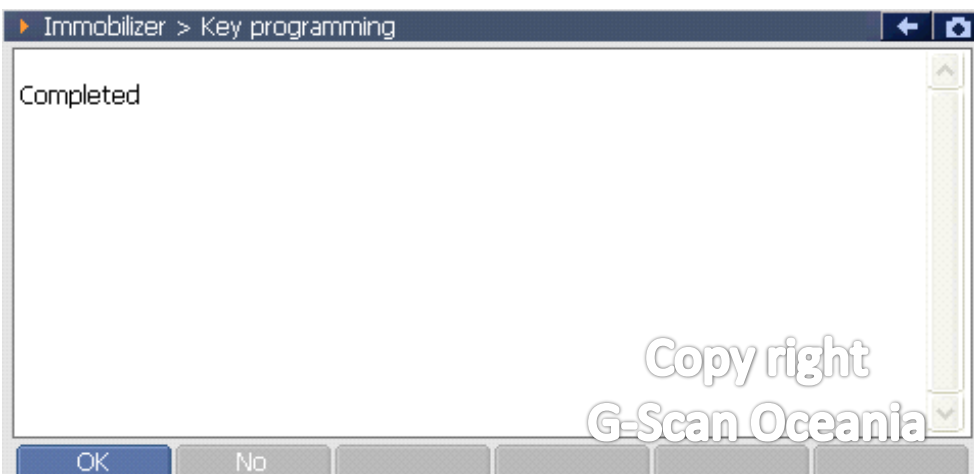 Immobilizer > Key programming
Completed
Copy right
G-Scan Oceania
OK
No